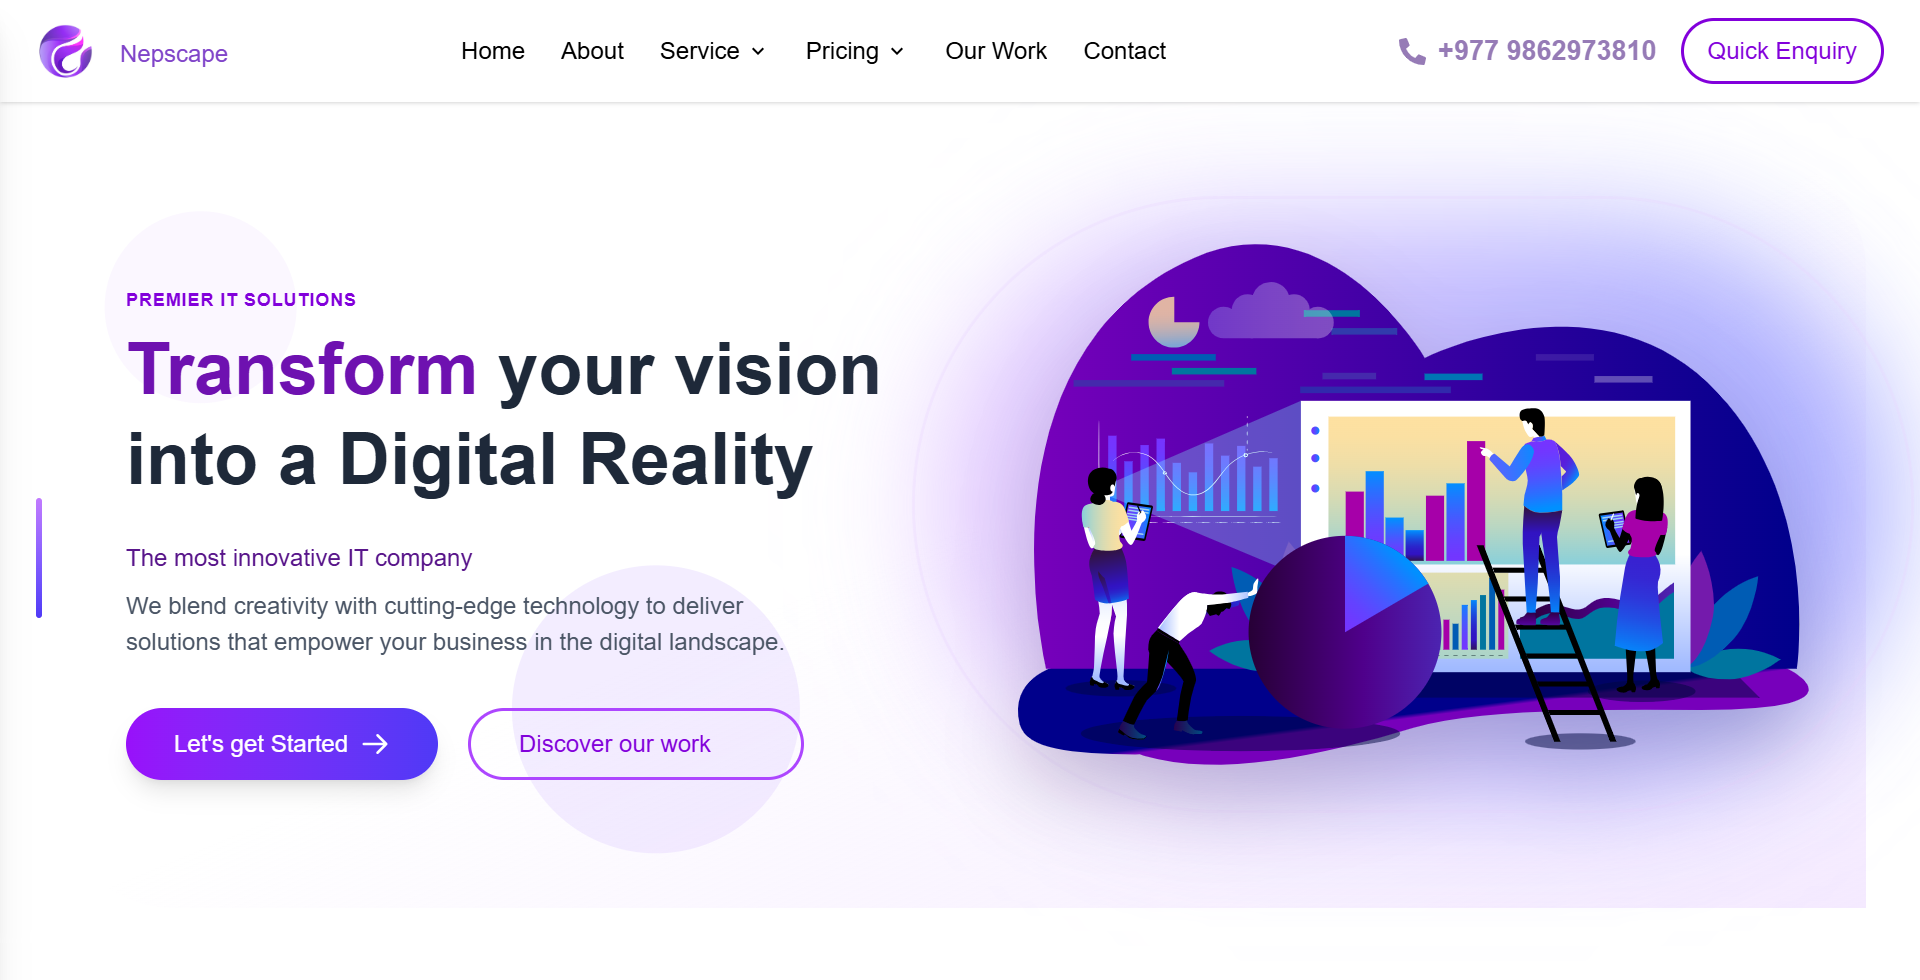 Nepscape
Home About Service Pricing Our Work Contact
+977 9862973810
Quick Enquiry
PREMIER IT SOLUTIONS
Transform your vision
into a Digital Reality
The most innovative IT company
We blend creativity with cutting-edge technology to deliver
solutions that empower your business in the digital landscape.
Let's get Started
Discover our work